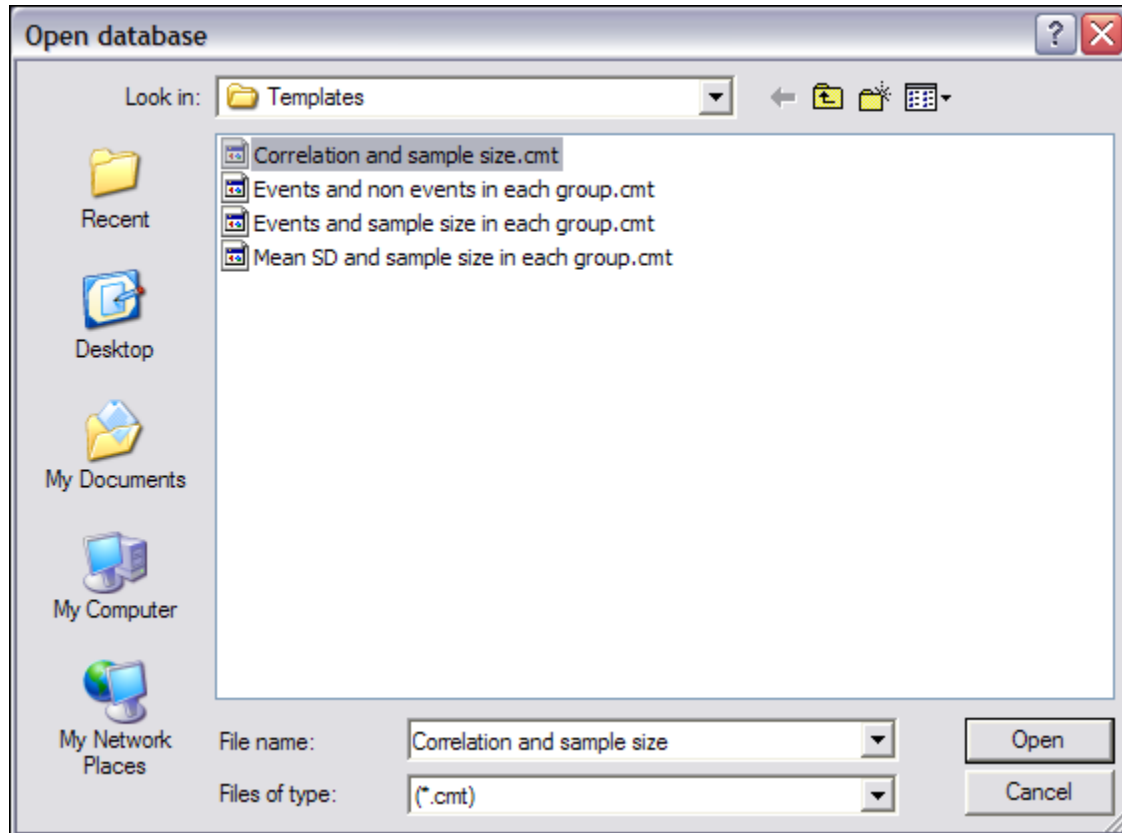 Open database
?
Look in:
Templates
Recent
Desktop
My Documents
My Computer
My Network
Places
Correlation and sample size.cmt
Events and non events in each group.cmt
Events and sample size in each group.cmt
Mean SD and sample size in each group.cmt
File name:
Correlation and sample size
Open
Files of type:
(*.cmt)
Cancel